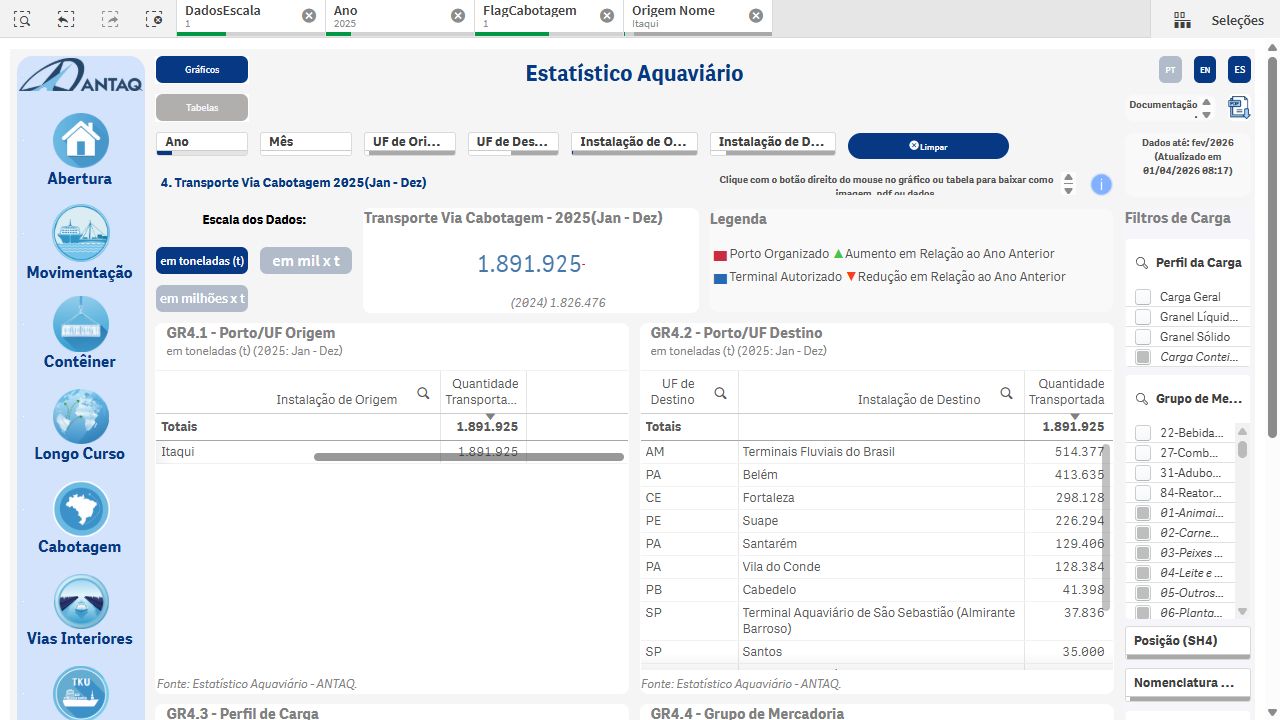 DadosEscala
1
Ano
2025
FlagCabotagem
1
Origem Nome
Itaqui
Seleções
ANTAQ
Abertura
Movimentação
Contêiner
Longo Curso
Cabotagem
Vias Interiores
TKU
Gráficos
Tabelas
Estatístico Aquaviário
PT
EN
ES
Documentação
.
Ano
Mês
UF de Ori...
UF de Des...
Instalação de O...
Instalação de D...
Limpar
Dados até: fev/2026
(Atualizado em
01/04/2026 08:17)
4. Transporte Via Cabotagem 2025(Jan - Dez)
Clique com o botão direito do mouse no gráfico ou tabela para baixar como
imagem, pdf ou dados
i
Escala dos Dados:
em toneladas (t)
em mil x t
em milhões x t
Transporte Via Cabotagem - 2025(Jan - Dez)
1.891.925-
(2024) 1.826.476
Legenda
Porto Organizado ▲Aumento em Relação ao Ano Anterior
Terminal Autorizado ▼Redução em Relação ao Ano Anterior
GR4.1 - Porto/UF Origem
em toneladas (t) (2025: Jan - Dez)
Instalação de Origem
Quantidade
Transporta...
Totais 1.891.925
Itaqui 1.891.925
Fonte: Estatístico Aquaviário - ANTAQ.
GR4.2 - Porto/UF Destino
em toneladas (t) (2025: Jan - Dez)
UF de
Destino
Instalação de Destino
Quantidade
Transportada
Totais 1.891.925
AM Terminais Fluviais do Brasil 514.377
PA Belém 413.635
CE Fortaleza 298.128
PE Suape 226.294
PA Santarém 129.406
PA Vila do Conde 128.384
PB Cabedelo 41.398
SP Terminal Aquaviário de São Sebastião (Almirante
Barroso) 37.836
SP Santos 35.000
Fonte: Estatístico Aquaviário - ANTAQ.
Filtros de Carga
Perfil da Carga
Carga Geral
Granel Líquid...
Granel Sólido
Carga Contei...
Grupo de Me...
22-Bebida...
27-Comb...
31-Adubo...
84-Reator...
01-Animai...
02-Carne...
03-Peixes ...
04-Leite e ...
05-Outros...
06-Planta...
Posição (SH4)
Nomenclatura ...
GR4.3 - Perfil de Carga
GR4.4 - Grupo de Mercadoria